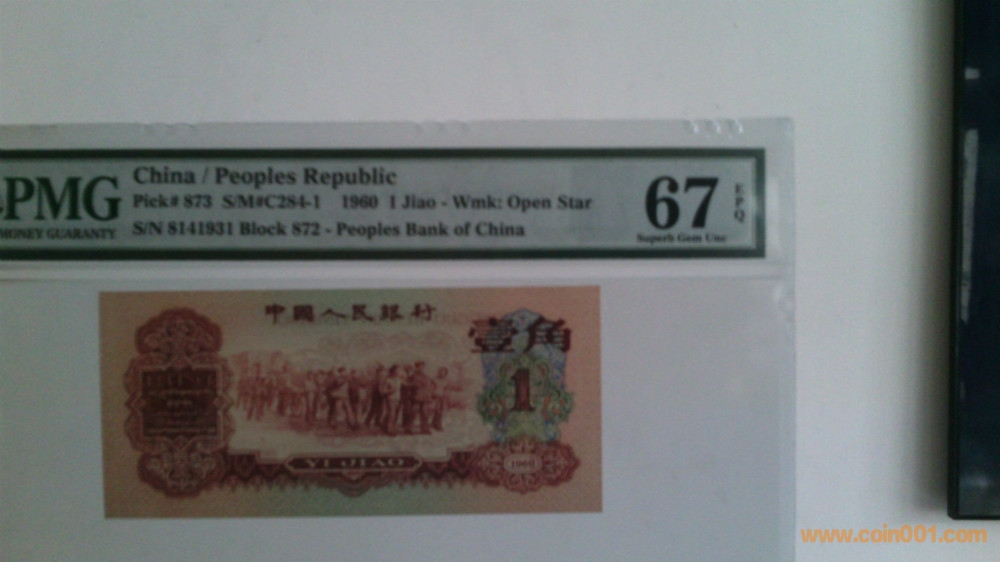 PMG
MONEY GUARANTY
China / Peoples Republic
Pick# 873 S/M#C284-1 1960 1 Jiao - Wmk: Open Star
S/N 8141931 Block 872 - Peoples Bank of China
67 EPQ
Superb Gem Unc
中國人民銀行
壹角
1
YI JIAO
1960
www.coin001.com